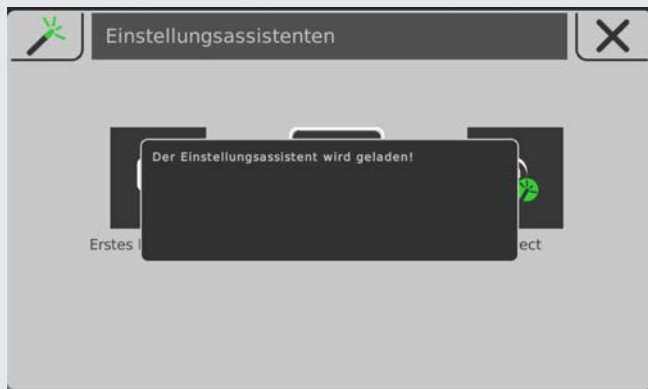 Einstellungsassistenten
Der Einstellungsassistent wird geladen!
Erstes
ect